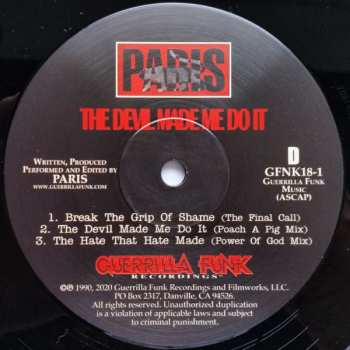 PARIS
THE DEVIL MADE ME DO IT
WRITTEN, PRODUCED
PERFORMED AND EDITED BY
PARIS
WWW.GUERRILLAFUNK.COM
D
GFNK18-1
GUERRILLA FUNK
MUSIC
(ASCAP)
1. Break The Grip Of Shame (The Final Call)
2. The Devil Made Me Do It (Poach A Pig Mix)
3. The Hate That Hate Made (Power Of God Mix)
GUERRILLA FUNK
RECORDINGS
℗©1990, 2020 Guerrilla Funk Recordings and Filmworks, LLC.
PO Box 2317, Danville, CA 94526.
All rights reserved. Unauthorized duplication
is a violation of applicable laws and subject
to criminal punishment.